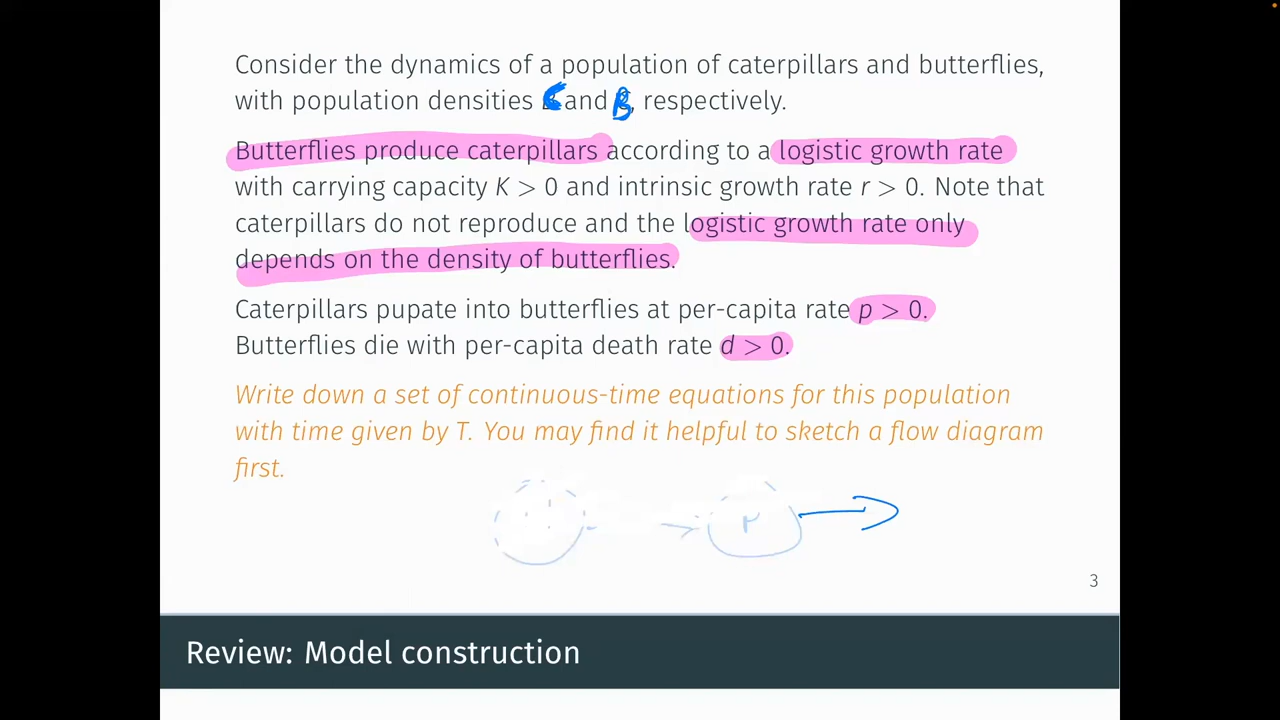 Consider the dynamics of a population of caterpillars and butterflies,
with population densities C and B, respectively.
Butterflies produce caterpillars according to a logistic growth rate
with carrying capacity K > 0 and intrinsic growth rate r > 0. Note that
caterpillars do not reproduce and the logistic growth rate only
depends on the density of butterflies.
Caterpillars pupate into butterflies at per-capita rate p > 0.
Butterflies die with per-capita death rate d > 0.
Write down a set of continuous-time equations for this population
with time given by T. You may find it helpful to sketch a flow diagram
first.
3
Review: Model construction